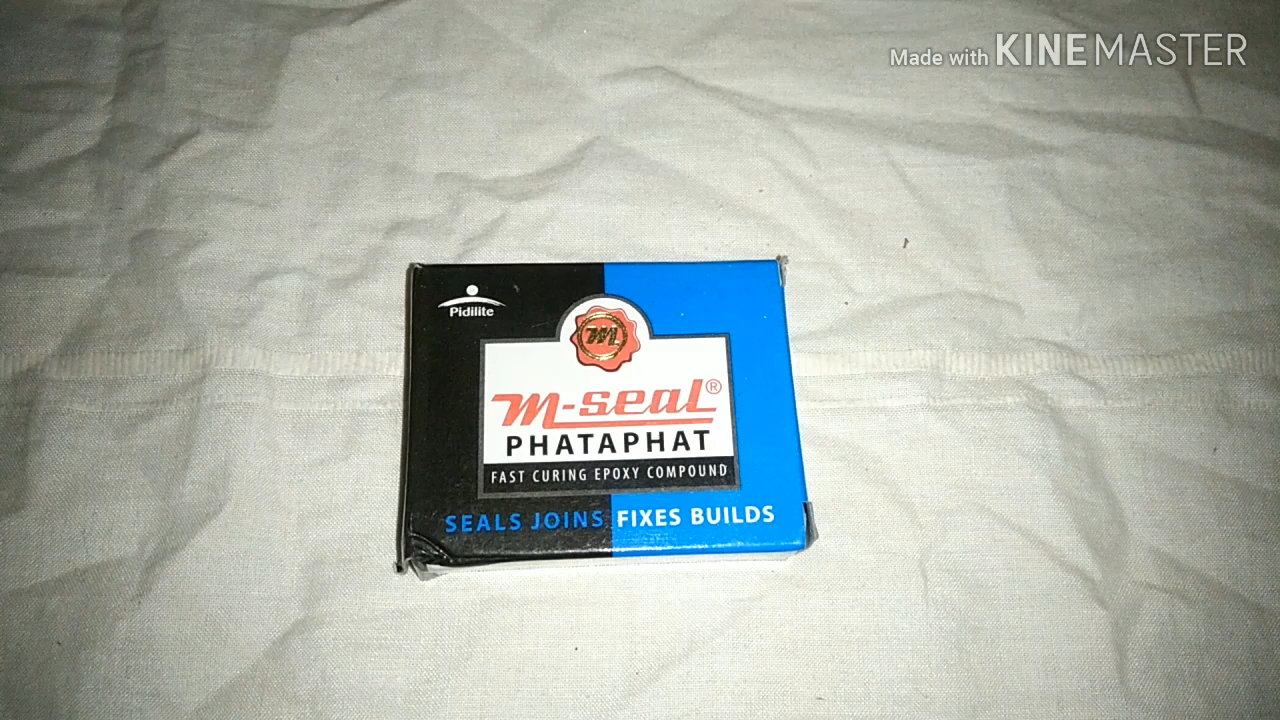 Made with KINEMASTER
Pidilite
M
M-seal®
PHATAPHAT
FAST CURING EPOXY COMPOUND
SEALS JOINS FIXES BUILDS